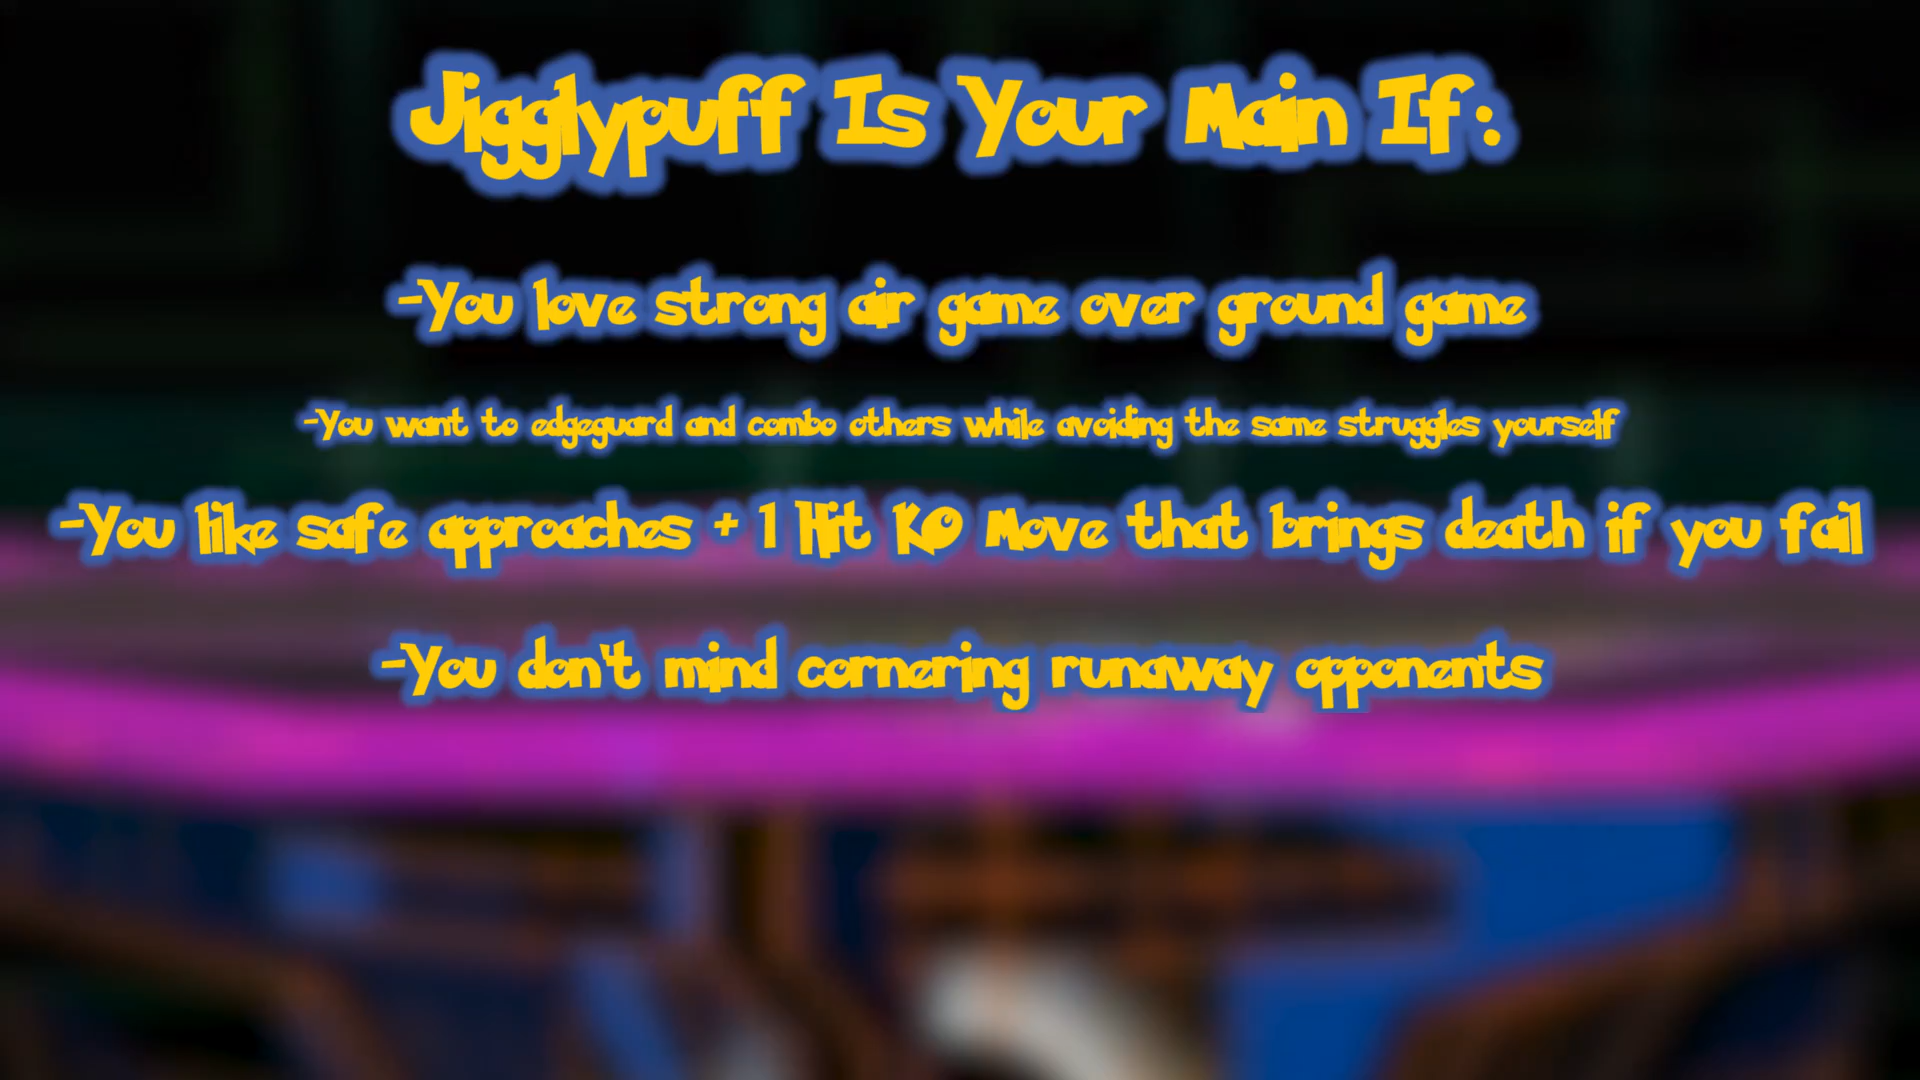 Jigglypuff Is Your Main If:
-You love strong air game over ground game
-You want to edgeguard and combo others while avoiding the same struggles yourself
-You like safe approaches + 1 Hit KO Move that brings death if you fail
-You don't mind cornering runaway opponents